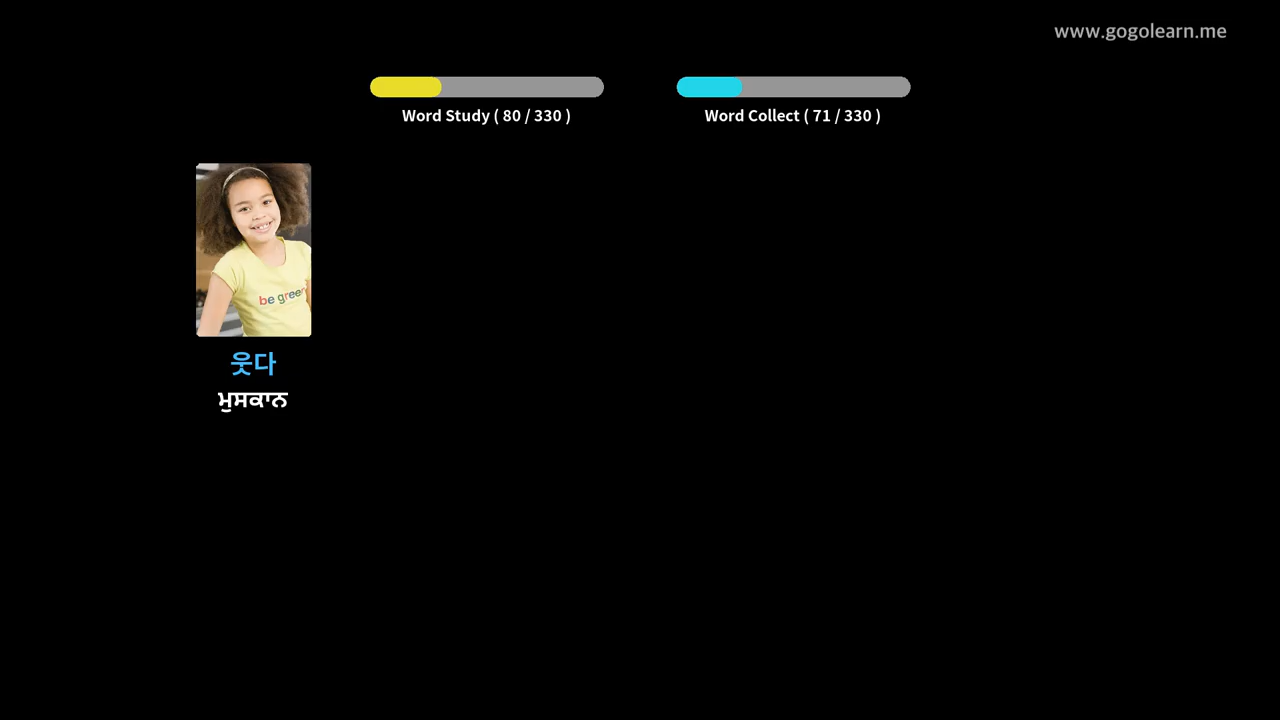 www.gogolearn.me
Word Study ( 80 / 330 )
Word Collect ( 71 / 330 )
be green
웃다
ਮੁਸਕਾਨ